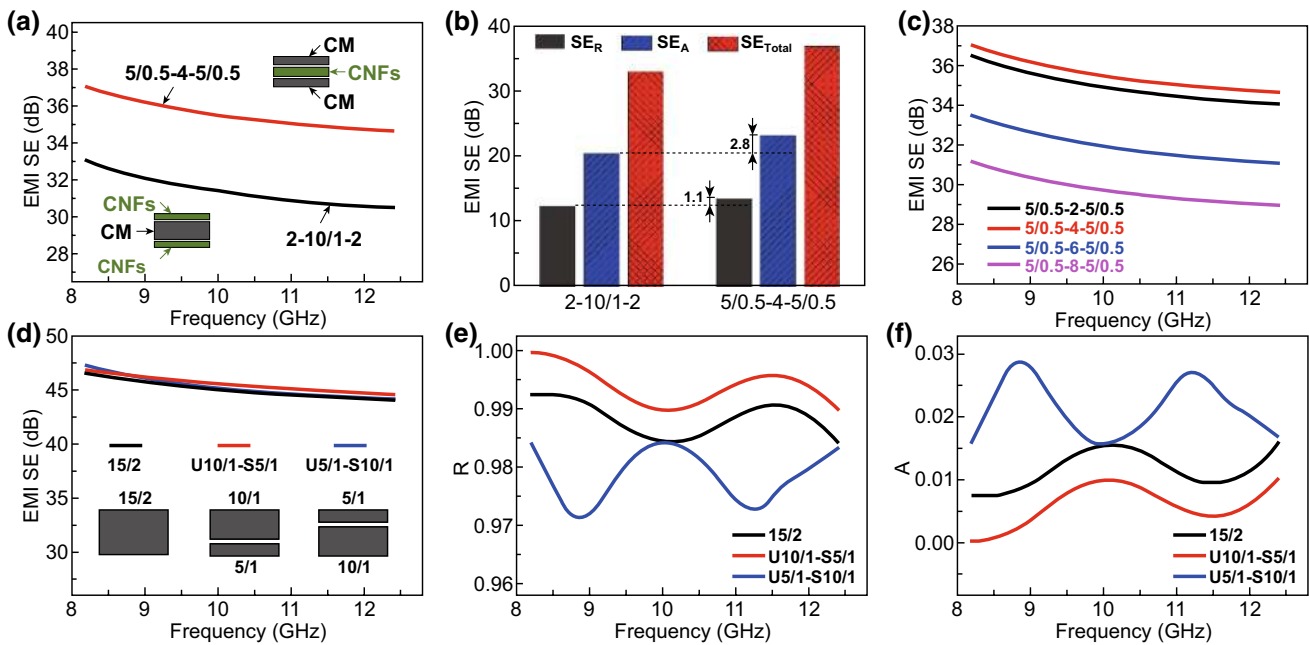 (a)
EMI SE (dB)
40
38
36
34
32
30
28
CM
CNFs
CM
5/0.5-4-5/0.5
CNFs
CM
CNFs
2-10/1-2
8 9 10 11 12
Frequency (GHz)
(b)
EMI SE (dB)
40
30
20
10
0
SER SEA SETotal
2.8
1.1
2-10/1-2 5/0.5-4-5/0.5
(c)
EMI SE (dB)
38
36
34
32
30
28
26
5/0.5-2-5/0.5
5/0.5-4-5/0.5
5/0.5-6-5/0.5
5/0.5-8-5/0.5
8 9 10 11 12
Frequency (GHz)
(d)
EMI SE (dB)
50
45
40
35
30
15/2 U10/1-S5/1 U5/1-S10/1
15/2 10/1 5/1
5/1 10/1
8 9 10 11 12
Frequency (GHz)
(e)
R
1.00
0.99
0.98
0.97
0.96
15/2
U10/1-S5/1
U5/1-S10/1
8 9 10 11 12
Frequency (GHz)
(f)
A
0.03
0.02
0.01
0.00
15/2
U10/1-S5/1
U5/1-S10/1
8 9 10 11 12
Frequency (GHz)